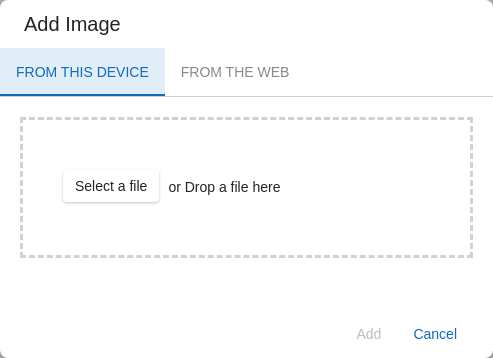 Add Image
FROM THIS DEVICE FROM THE WEB
Select a file or Drop a file here
Add Cancel